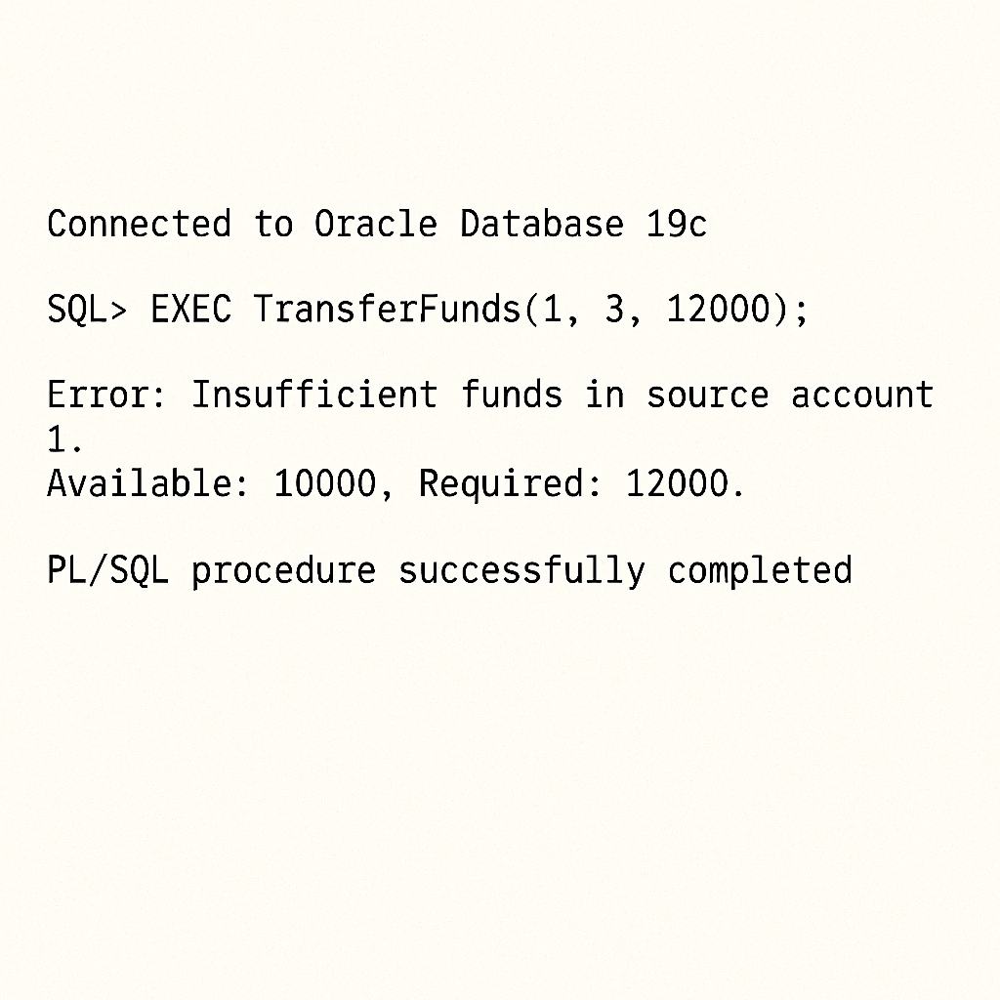 Connected to Oracle Database 19c
SQL> EXEC TransferFunds(1, 3, 12000);
Error: Insufficient funds in source account
1.
Available: 10000, Required: 12000.
PL/SQL procedure successfully completed